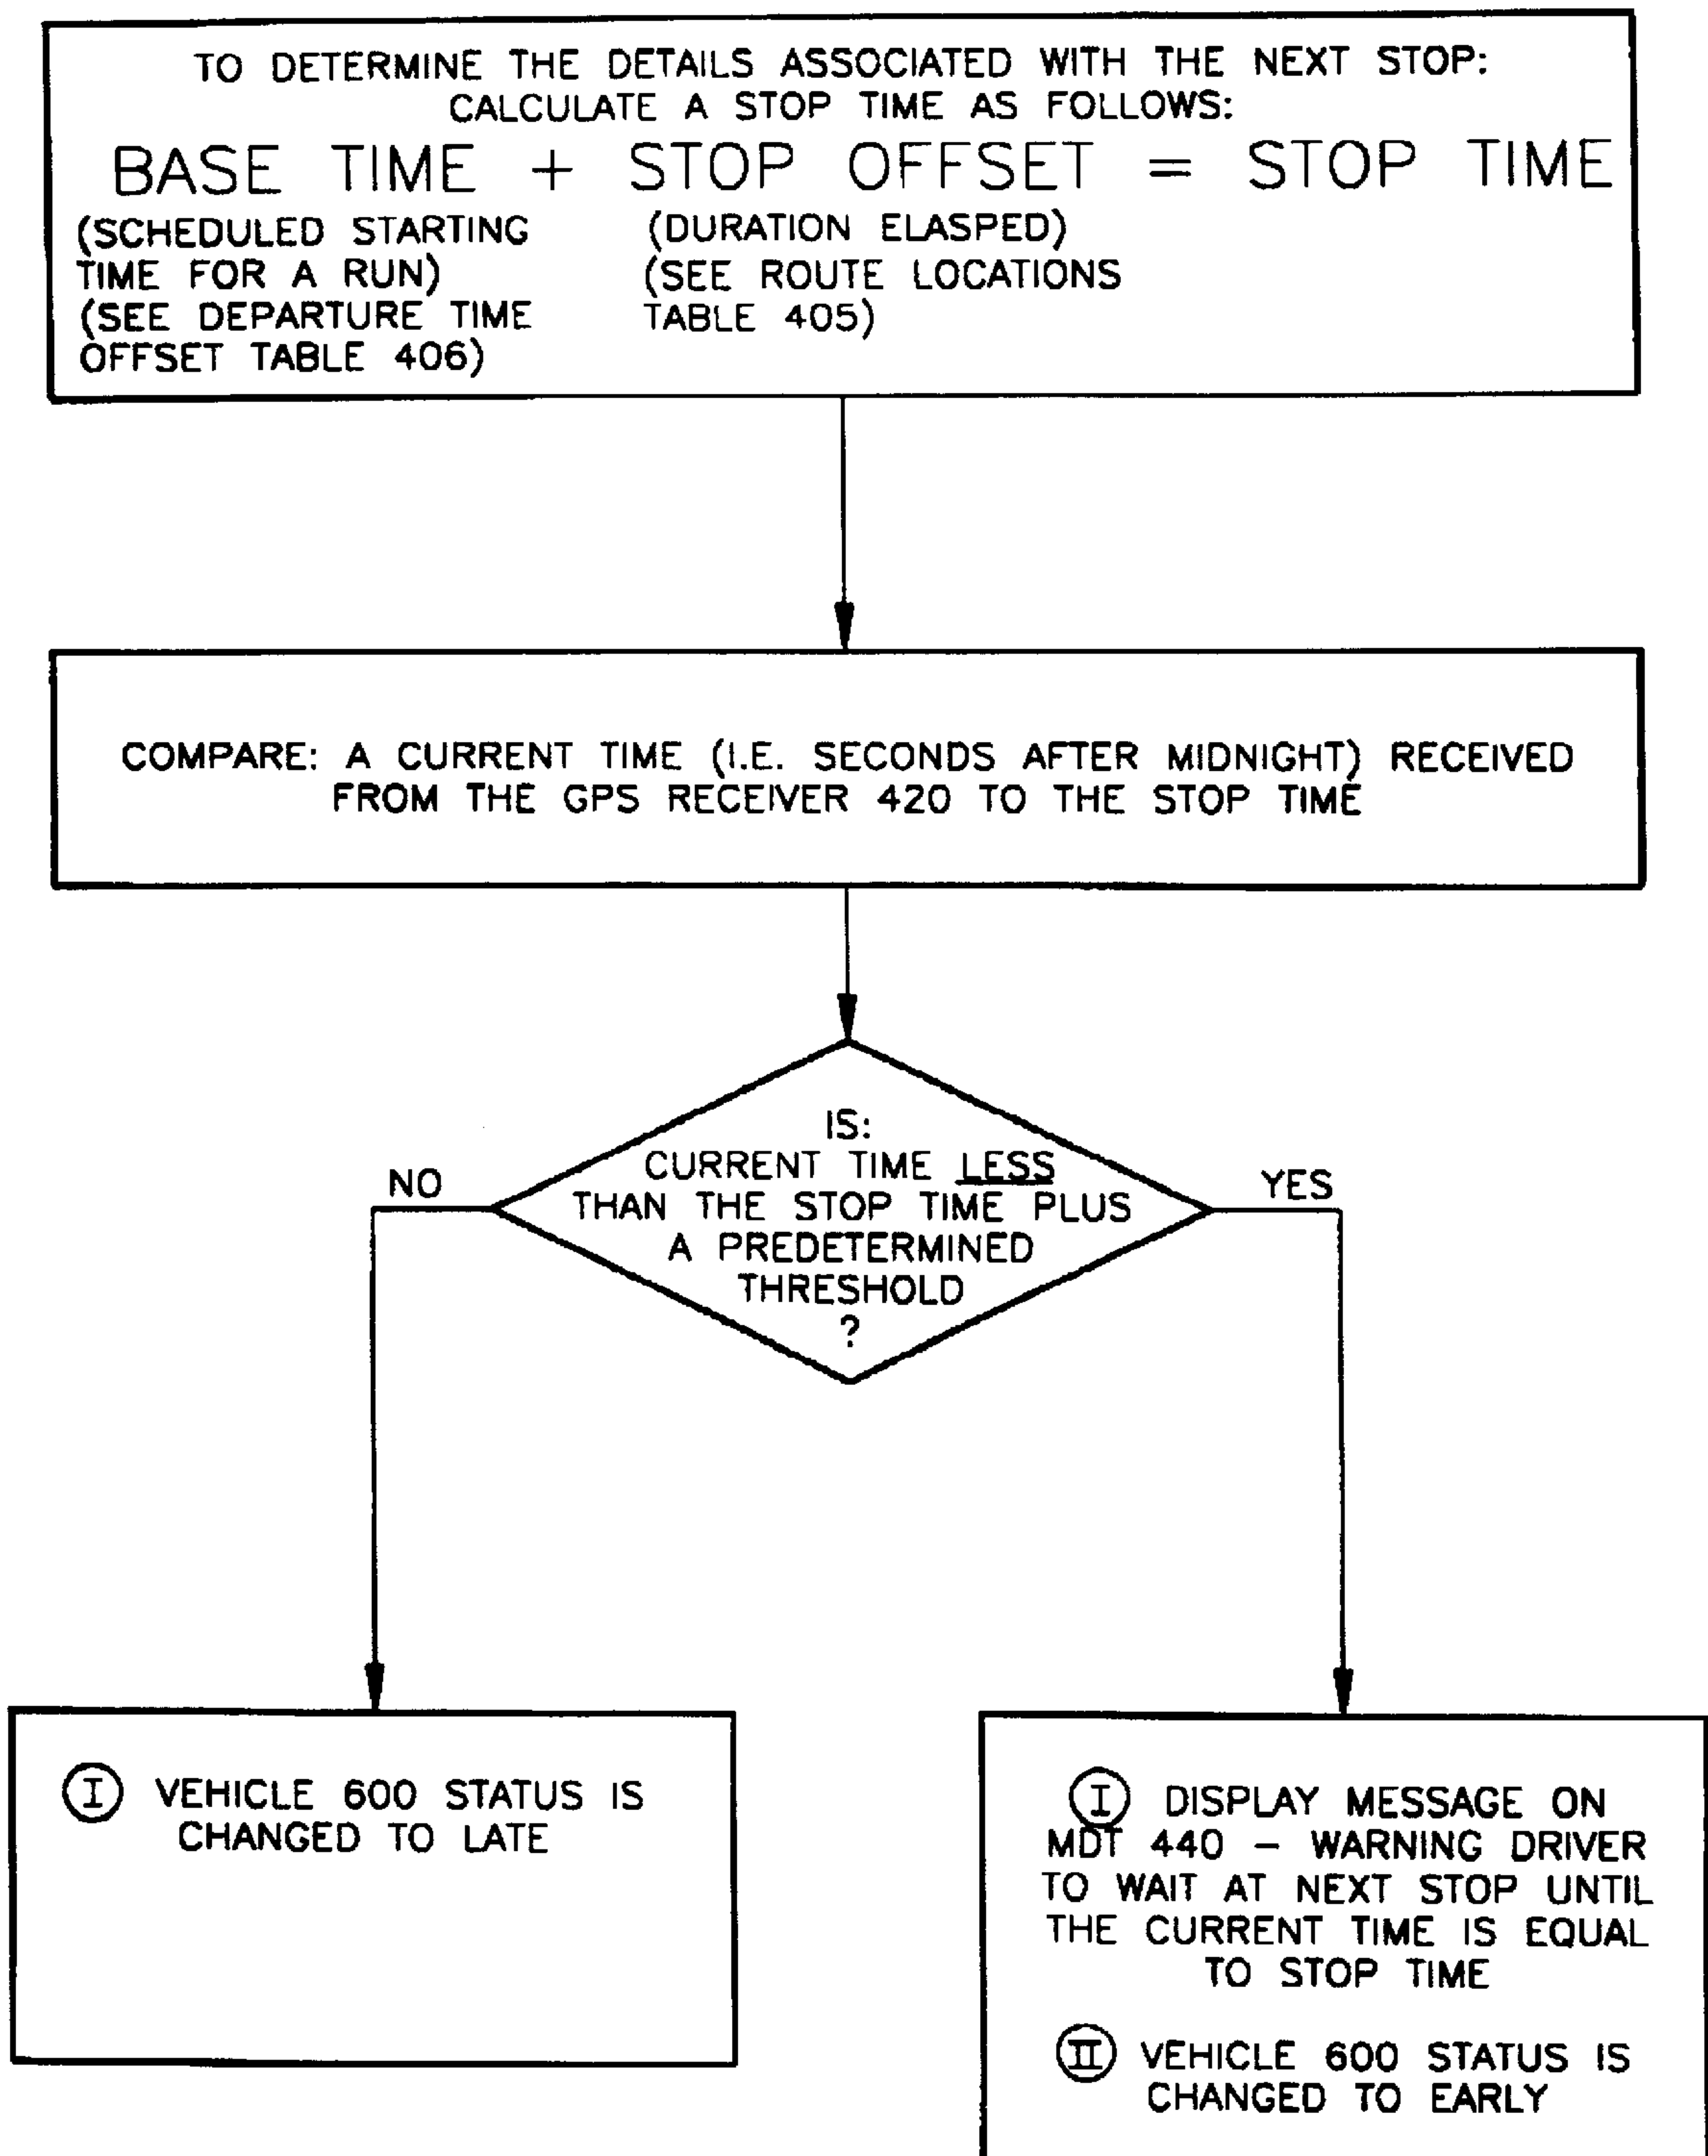 TO DETERMINE THE DETAILS ASSOCIATED WITH THE NEXT STOP:
CALCULATE A STOP TIME AS FOLLOWS:
BASE TIME + STOP OFFSET = STOP TIME
(SCHEDULED STARTING
TIME FOR A RUN)
(SEE DEPARTURE TIME
OFFSET TABLE 406)
(DURATION ELASPED)
(SEE ROUTE LOCATIONS
TABLE 405)
COMPARE: A CURRENT TIME (I.E. SECONDS AFTER MIDNIGHT) RECEIVED
FROM THE GPS RECEIVER 420 TO THE STOP TIME
IS:
CURRENT TIME LESS
THAN THE STOP TIME PLUS
A PREDETERMINED
THRESHOLD
?
NO
YES
I VEHICLE 600 STATUS IS
CHANGED TO LATE
I DISPLAY MESSAGE ON
MDT 440 – WARNING DRIVER
TO WAIT AT NEXT STOP UNTIL
THE CURRENT TIME IS EQUAL
TO STOP TIME
II VEHICLE 600 STATUS IS
CHANGED TO EARLY